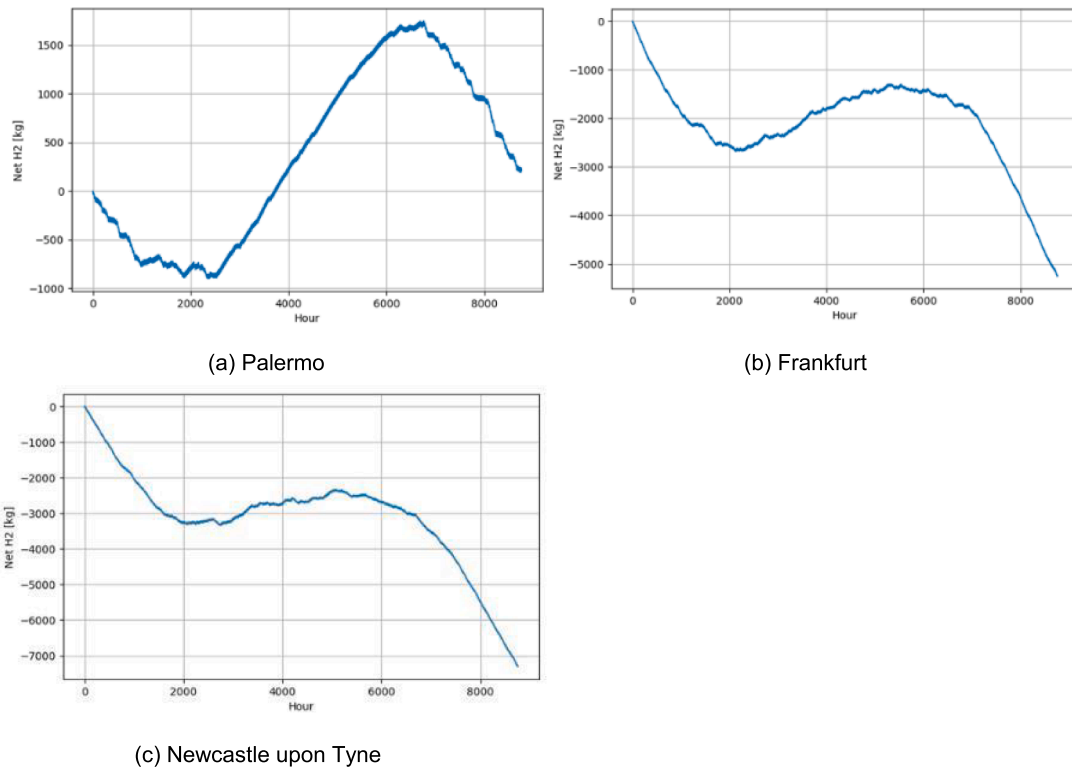 Net H2 [kg]
1500
1000
500
0
−500
−1000
0 2000 4000 6000 8000
Hour
(a) Palermo
Net H2 [kg]
0
−1000
−2000
−3000
−4000
−5000
0 2000 4000 6000 8000
Hour
(b) Frankfurt
Net H2 [kg]
0
−1000
−2000
−3000
−4000
−5000
−6000
−7000
0 2000 4000 6000 8000
Hour
(c) Newcastle upon Tyne